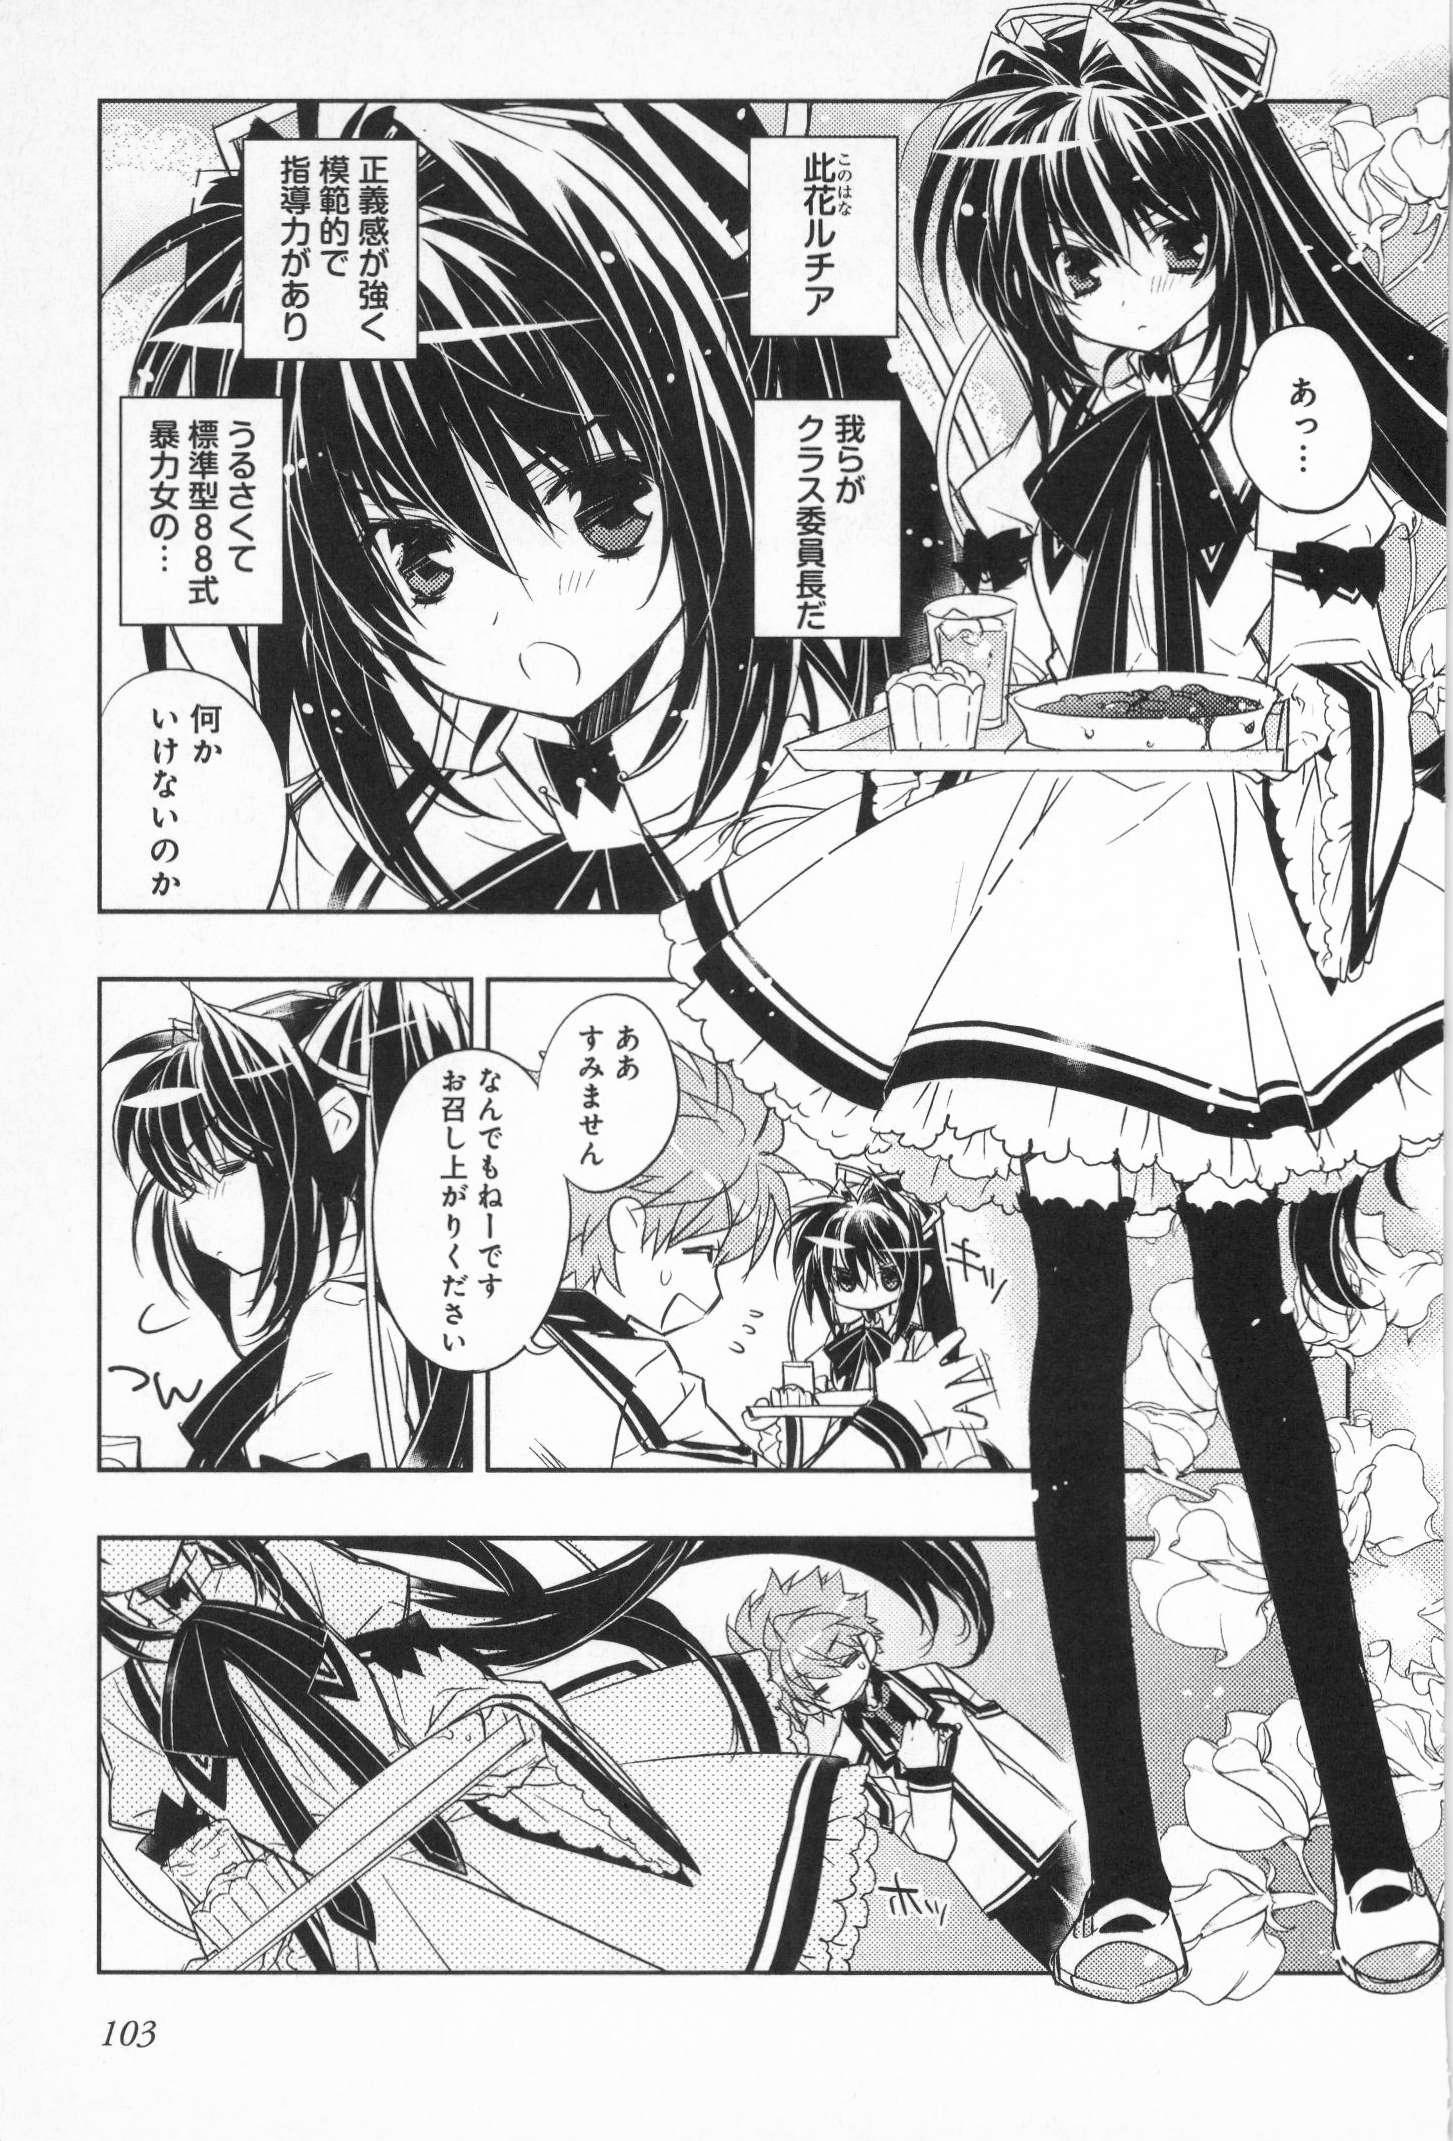 あっ…
此花ルチア
このはな
我らが
クラス委員長だ
正義感が強く
模範的で
指導力があり
うるさくて
標準型88式
暴力女の…
何か
いけないのか
ああ
すみません
なんでもねーです
お召し上がりください
ギッ
つん
ホッ
103